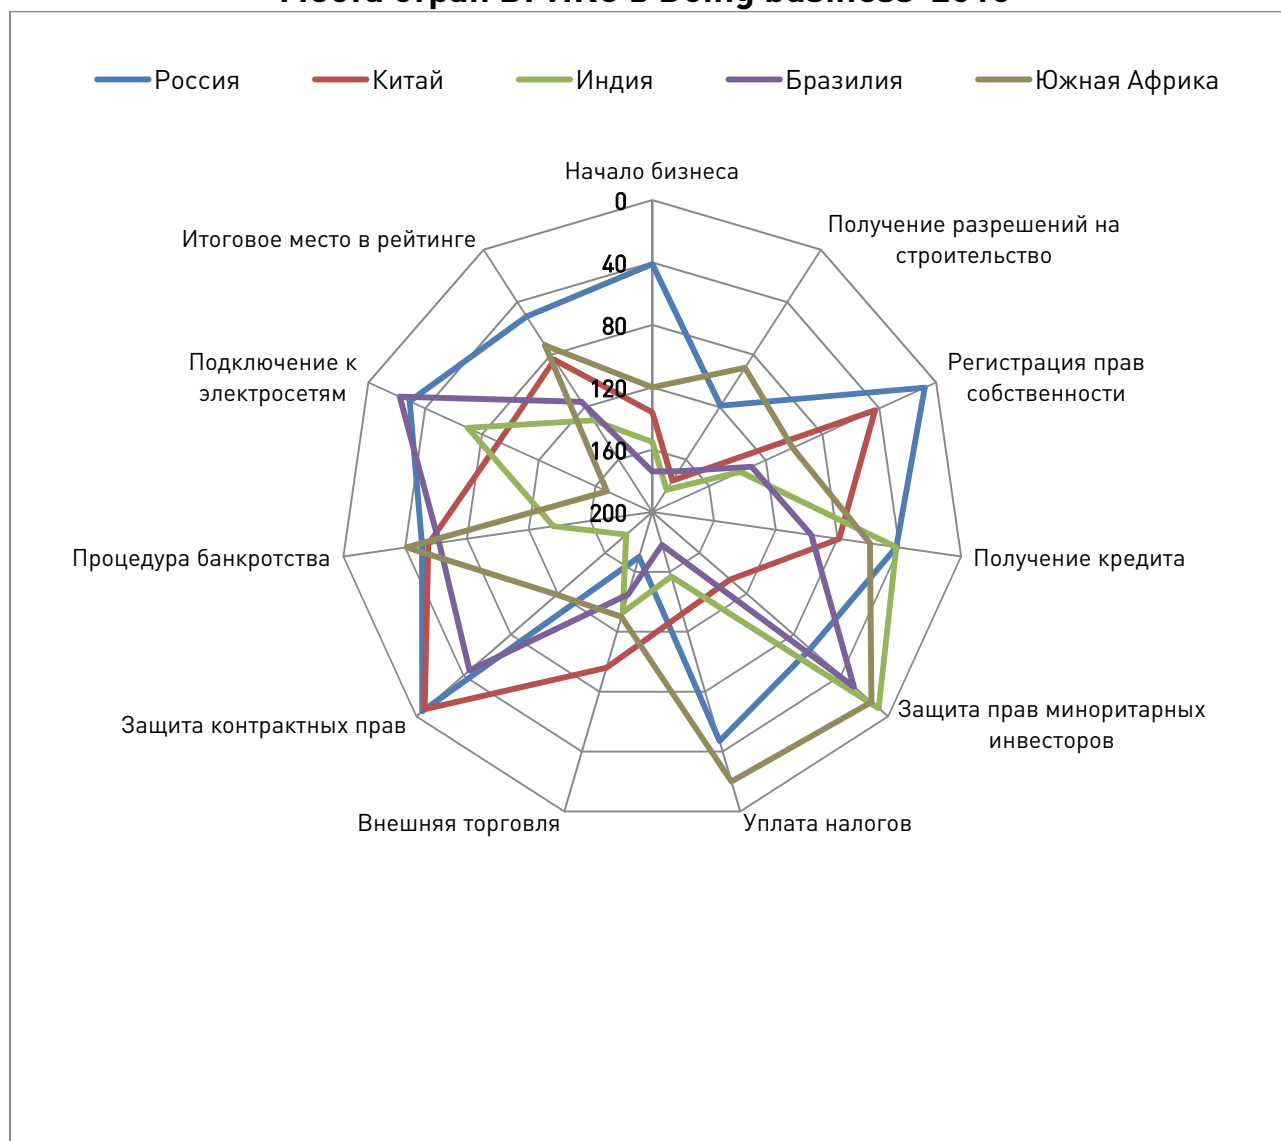 Россия Китай Индия Бразилия Южная Африка
Начало бизнеса
Получение разрешений на
строительство
Регистрация прав
собственности
Получение кредита
Защита прав миноритарных
инвесторов
Уплата налогов
Внешняя торговля
Защита контрактных прав
Процедура банкротства
Подключение к
электросетям
Итоговое место в рейтинге
0
40
80
120
160
200